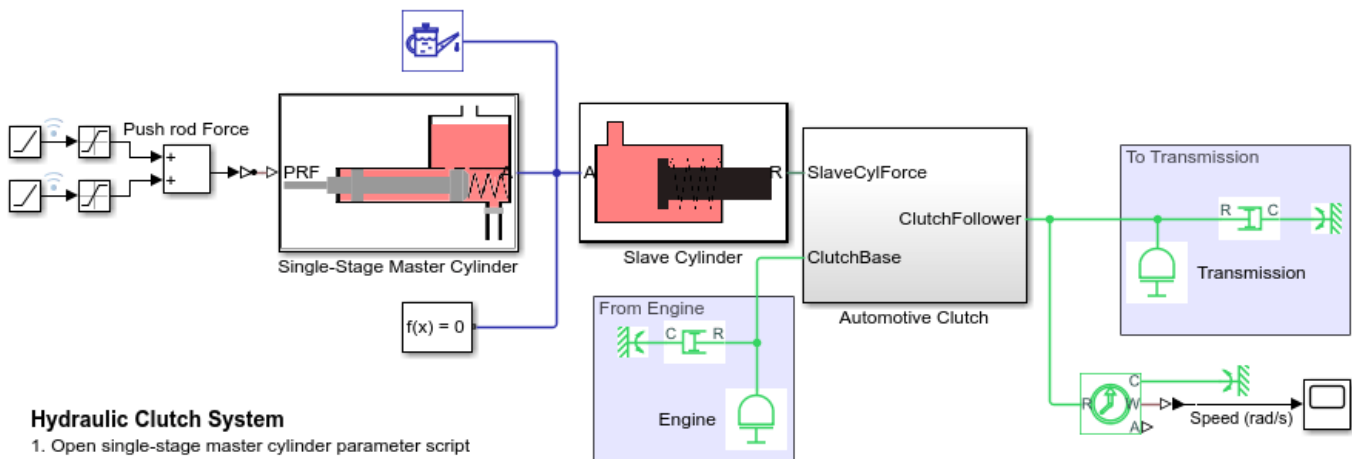 Push rod Force
+
+
PRF
A
Single-Stage Master Cylinder
A
R
Slave Cylinder
SlaveCylForce
ClutchFollower
ClutchBase
Automotive Clutch
To Transmission
R
C
Transmission
f(x) = 0
From Engine
C
R
Engine
R
C
W
A
Speed (rad/s)
Hydraulic Clutch System
1. Open single-stage master cylinder parameter script